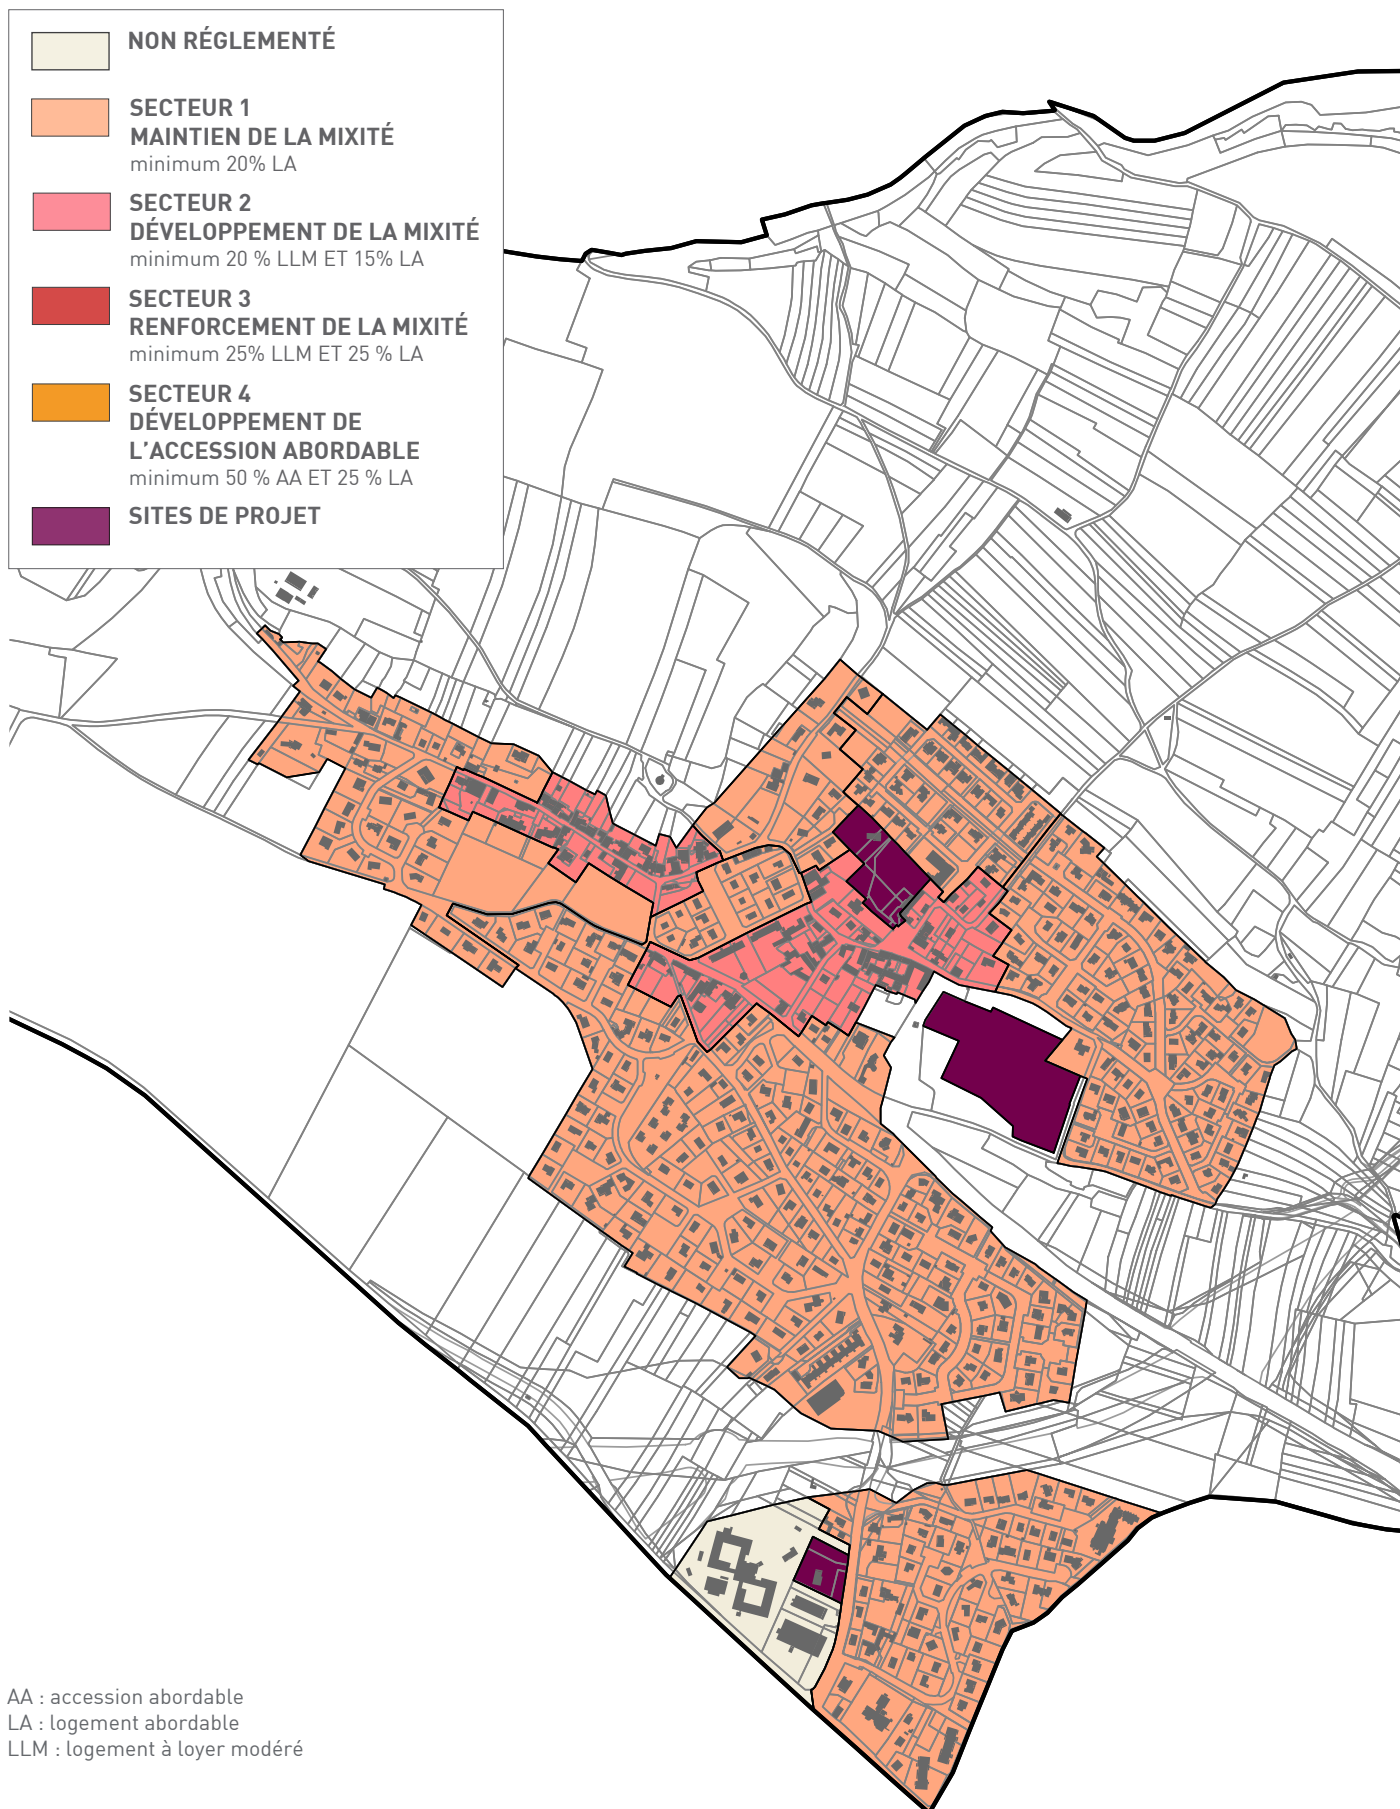 NON RÉGLEMENTÉ
SECTEUR 1
MAINTIEN DE LA MIXITÉ
minimum 20% LA
SECTEUR 2
DÉVELOPPEMENT DE LA MIXITÉ
minimum 20 % LLM ET 15% LA
SECTEUR 3
RENFORCEMENT DE LA MIXITÉ
minimum 25% LLM ET 25 % LA
SECTEUR 4
DÉVELOPPEMENT DE
L’ACCESSION ABORDABLE
minimum 50 % AA ET 25 % LA
SITES DE PROJET
AA : accession abordable
LA : logement abordable
LLM : logement à loyer modéré